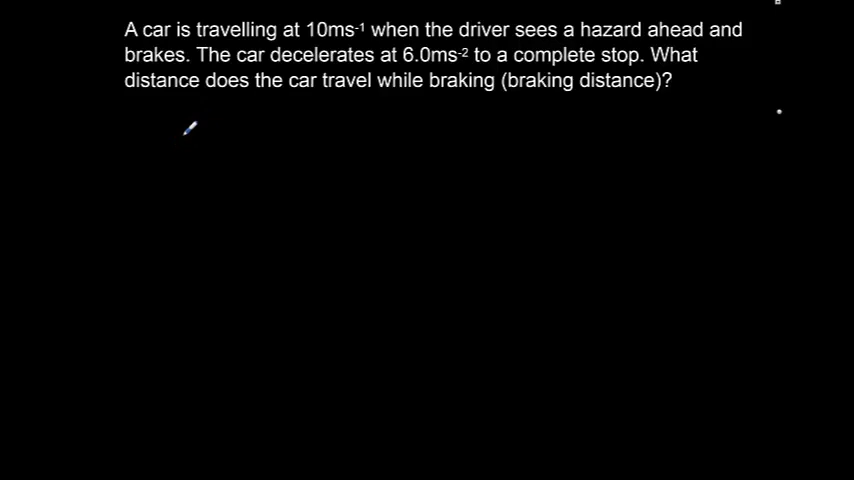 A car is travelling at 10ms⁻¹ when the driver sees a hazard ahead and
brakes. The car decelerates at 6.0ms⁻² to a complete stop. What
distance does the car travel while braking (braking distance)?